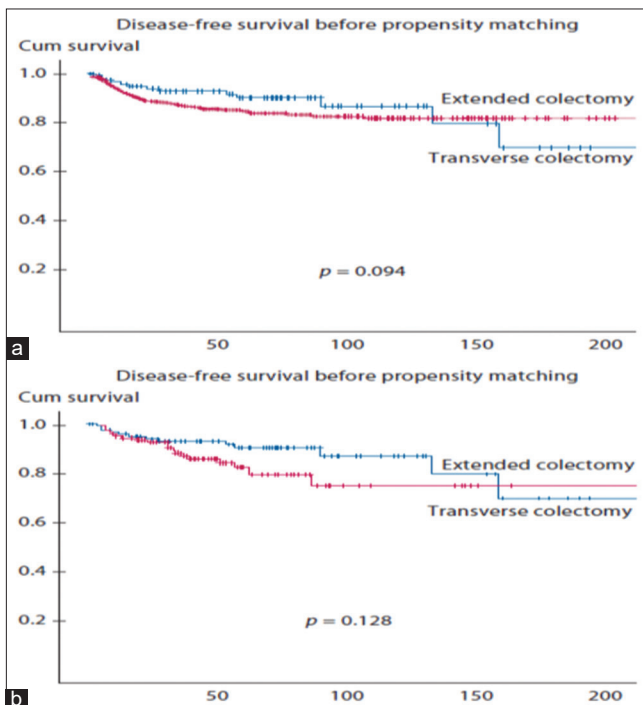 Disease-free survival before propensity matching
Cum survival
1.0
Extended colectomy
0.8
Transverse colectomy
0.6
0.4
0.2
p = 0.094
a
50 100 150 200
Disease-free survival before propensity matching
Cum survival
1.0
Extended colectomy
0.8
Transverse colectomy
0.6
0.4
0.2
p = 0.128
b
50 100 150 200